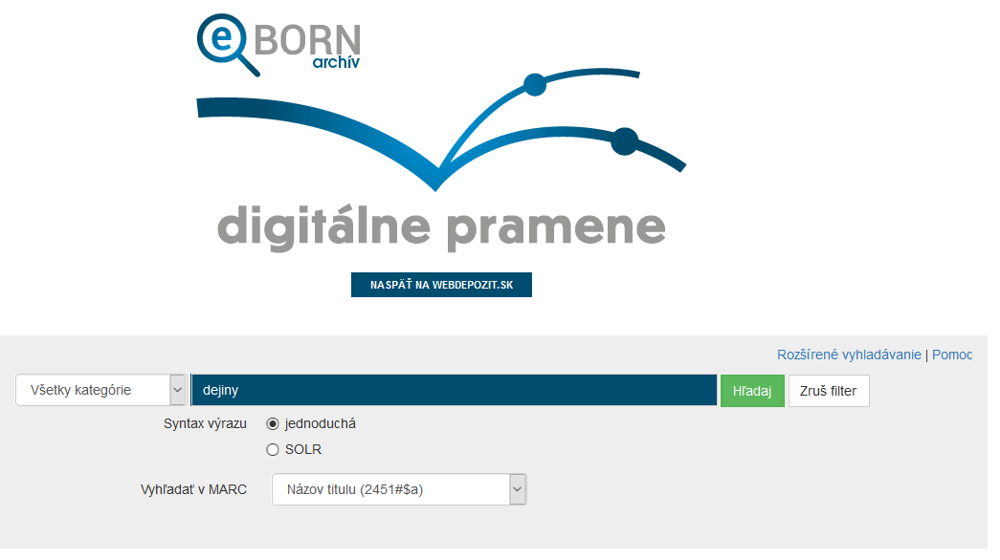 e BORN
archív
digitálne pramene
NASPÄŤ NA WEBDEPOZIT.SK
Rozšírené vyhladávanie | Pomoc
Všetky kategórie dejiny Hľadaj Zruš filter
Syntax výrazu jednoduchá
SOLR
Vyhľadať v MARC Názov titulu (2451#$a)